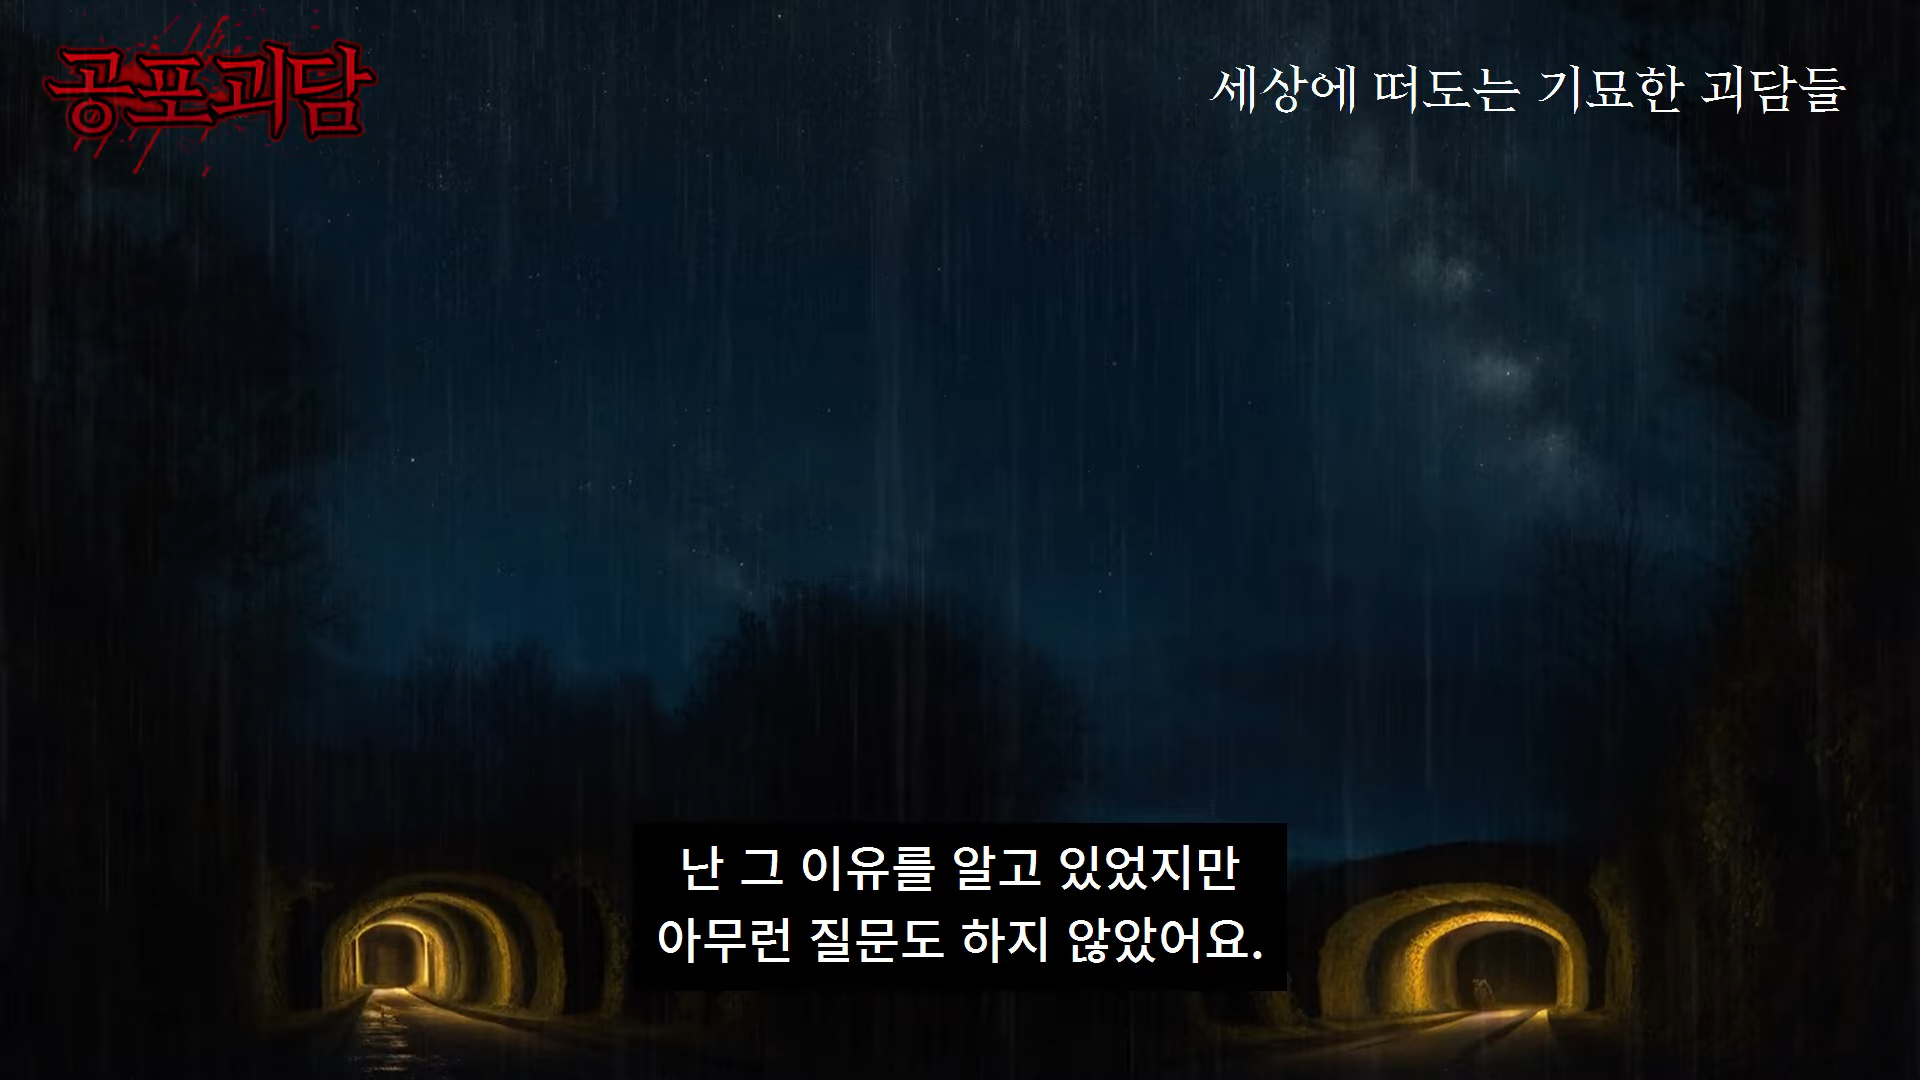 공포괴담
세상에 떠도는 기묘한 괴담들
난 그 이유를 알고 있었지만
아무런 질문도 하지 않았어요.